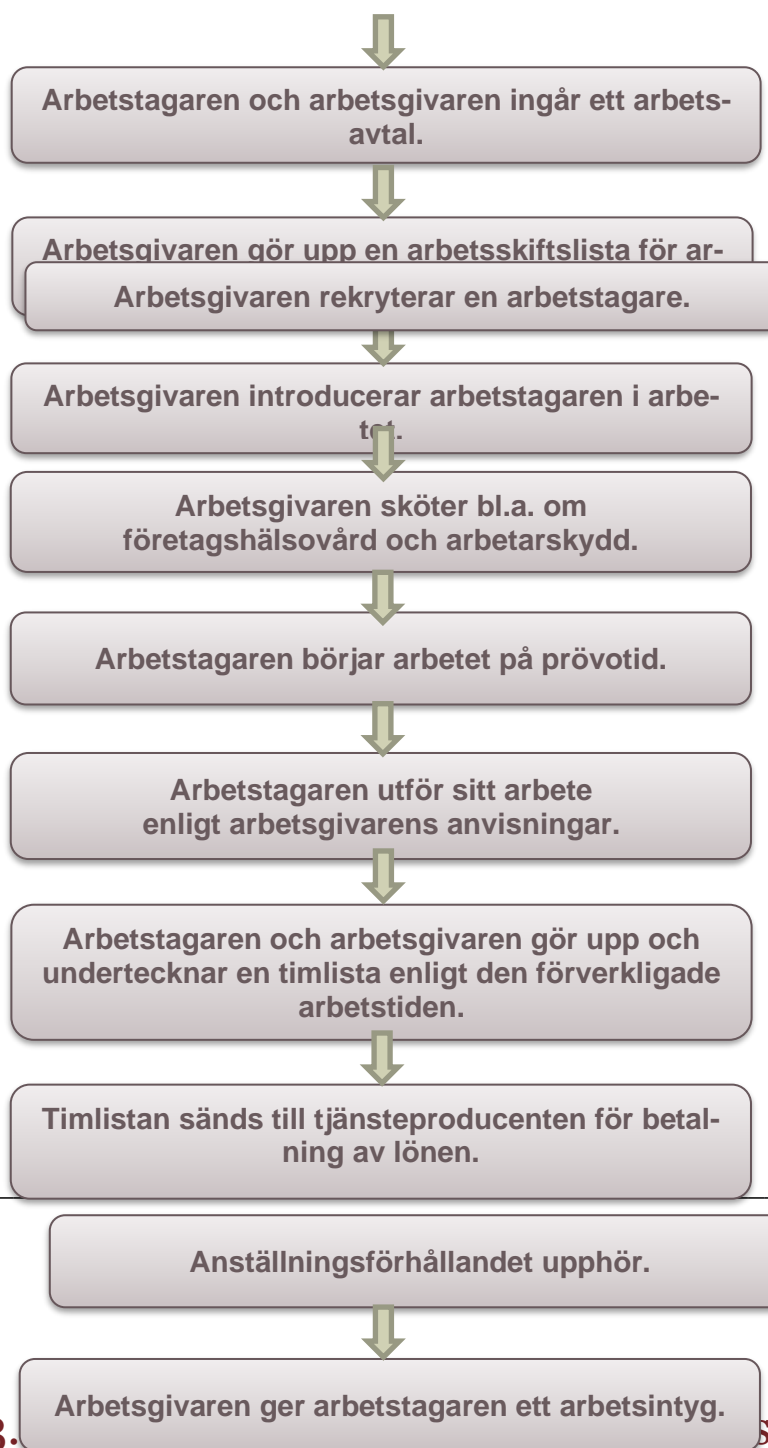 Arbetstagaren och arbetsgivaren ingår ett arbets-
avtal.
Arbetsgivaren gör upp en arbetsskiftslista för ar-
Arbetsgivaren rekryterar en arbetstagare.
Arbetsgivaren introducerar arbetstagaren i arbe-
tet.
Arbetsgivaren sköter bl.a. om
företagshälsovård och arbetarskydd.
Arbetstagaren börjar arbetet på prövotid.
Arbetstagaren utför sitt arbete
enligt arbetsgivarens anvisningar.
Arbetstagaren och arbetsgivaren gör upp och
undertecknar en timlista enligt den förverkligade
arbetstiden.
Timlistan sänds till tjänsteproducenten för betal-
ning av lönen.
Anställningsförhållandet upphör.
Arbetsgivaren ger arbetstagaren ett arbetsintyg.